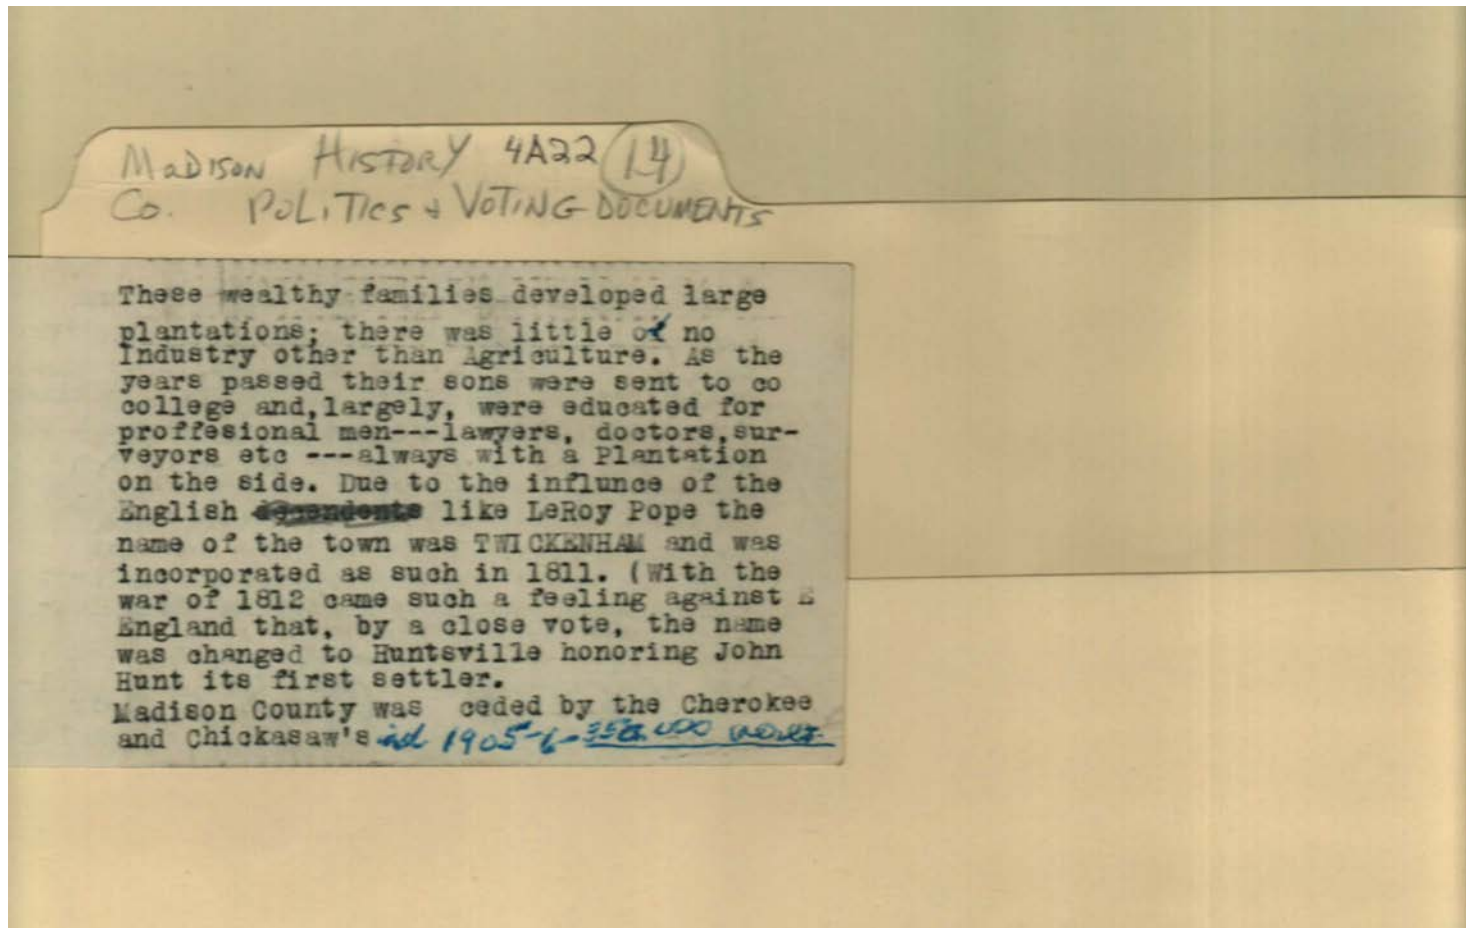 MaDISON HISTORY 4A22 14
Co. POLITICS + VOTING DOCUMENTS
These wealthy families developed large
plantations; there was little or no
Industry other than Agriculture. As the
years passed their sons were sent to co
college and,largely, were educated for
proffesional men---lawyers, doctors,sur-
veyors etc ---always with a Plantation
on the side. Due to the influnce of the
English like LeRoy Pope the
name of the town was TWICKENHAM and was
incorporated as such in 1811. (With the
war of 1812 came such a feeling against E
England that, by a close vote, the name
was changed to Huntsville honoring John
Hunt its first settler.
Madison County was ceded by the Cherokee
and Chickasaw's 1905-6-